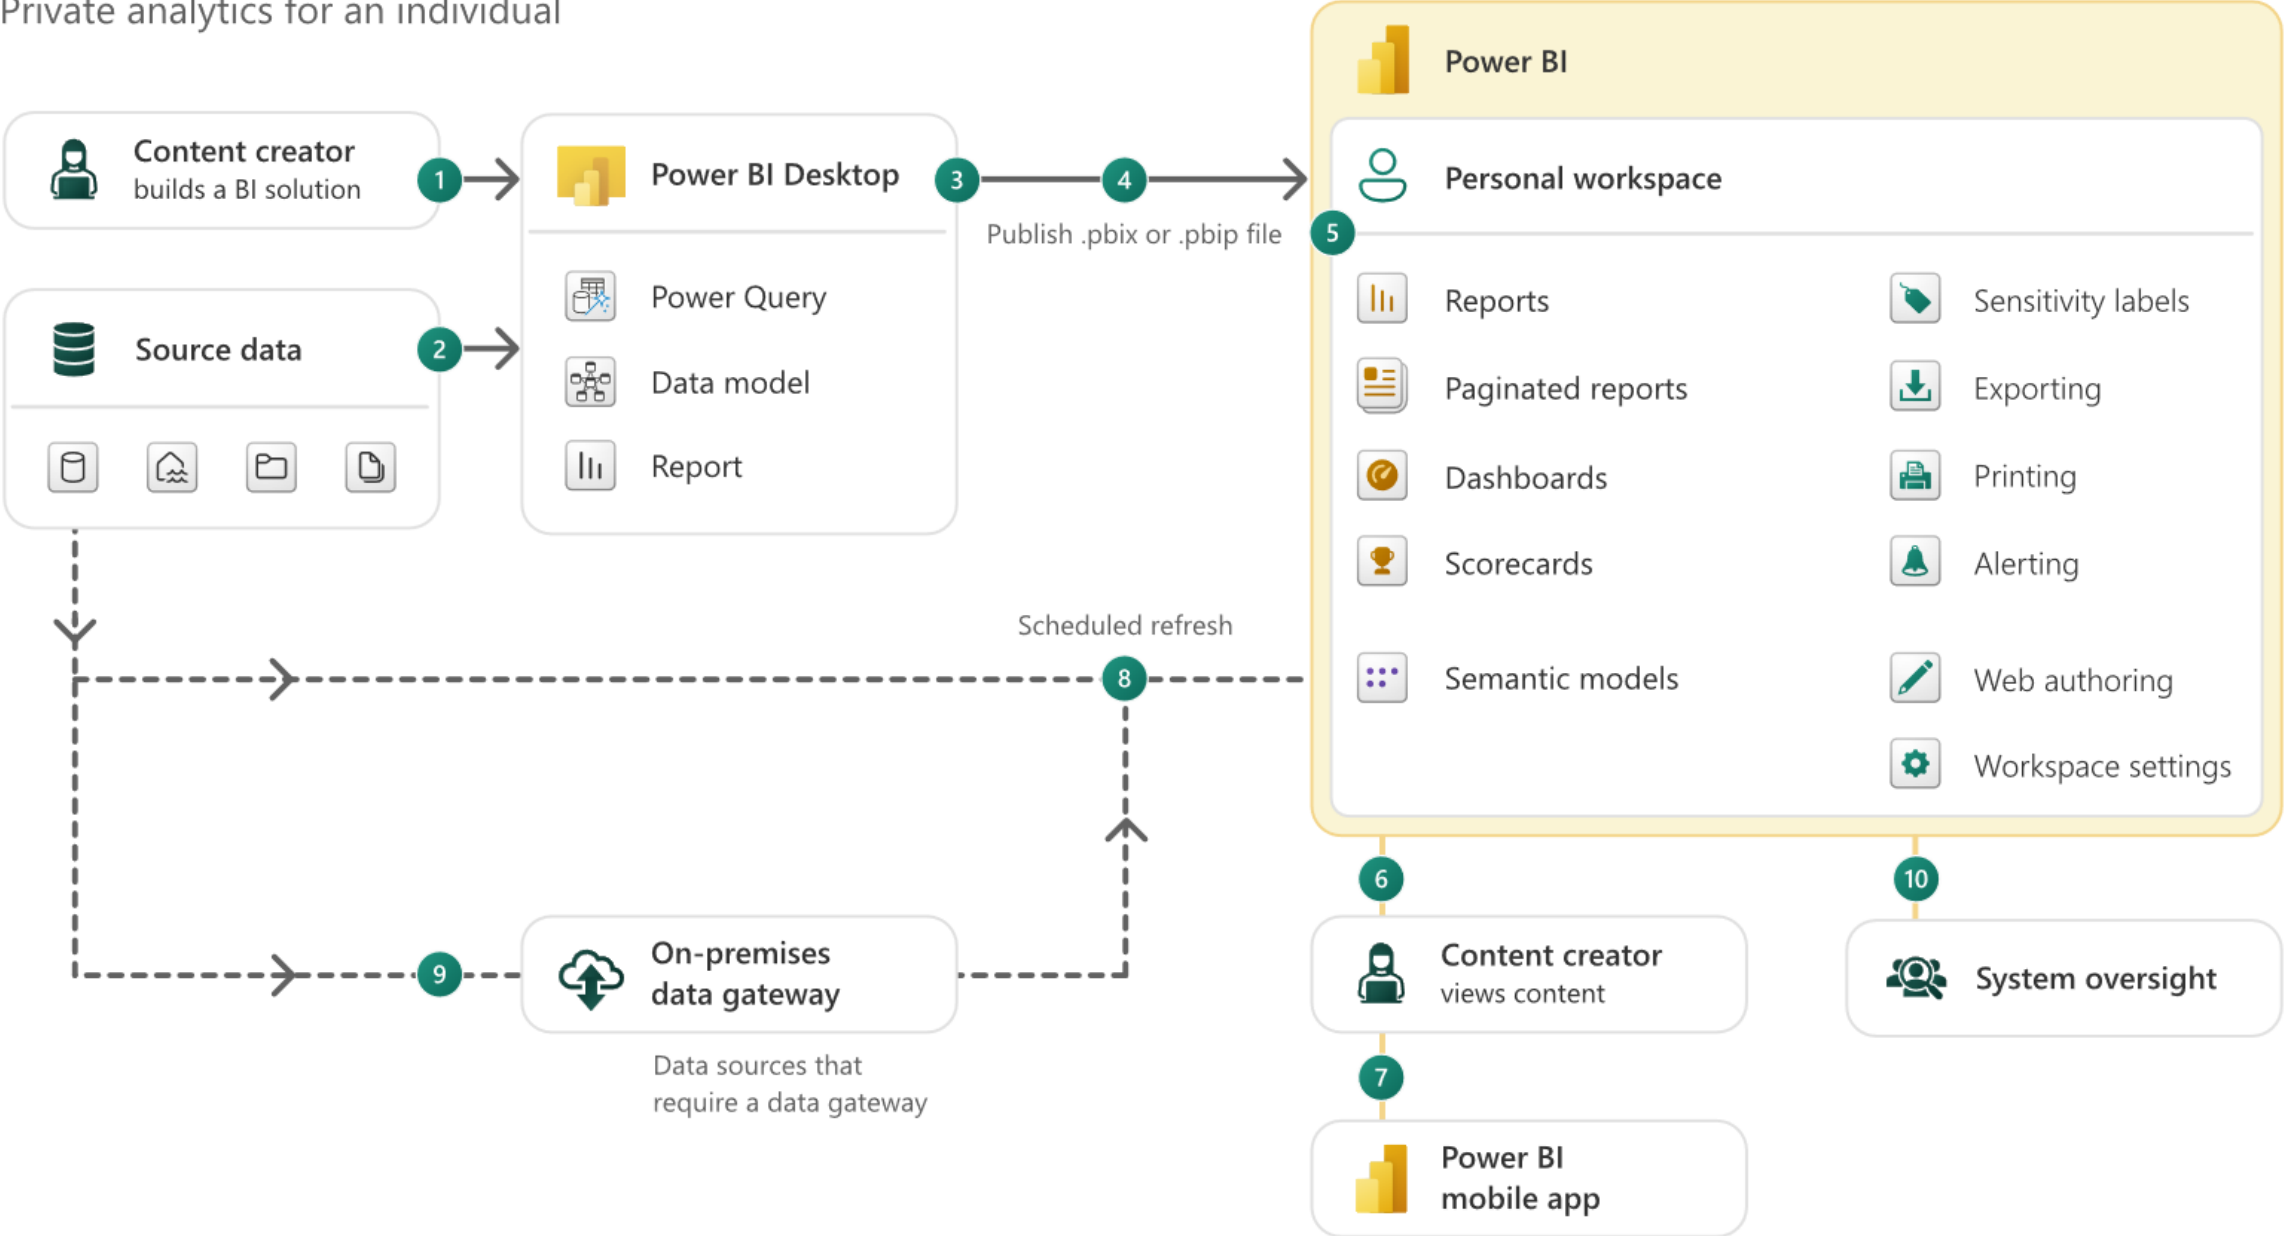 Private analytics for an individual
Power BI
Content creator
builds a BI solution
1
Power BI Desktop
3
4
Publish .pbix or .pbip file
Personal workspace
5
Source data
2
Power Query
Data model
Report
Reports
Paginated reports
Dashboards
Scorecards
Semantic models
Sensitivity labels
Exporting
Printing
Alerting
Web authoring
Workspace settings
Scheduled refresh
8
9
On-premises
data gateway
Data sources that
require a data gateway
6
Content creator
views content
7
Power BI
mobile app
10
System oversight